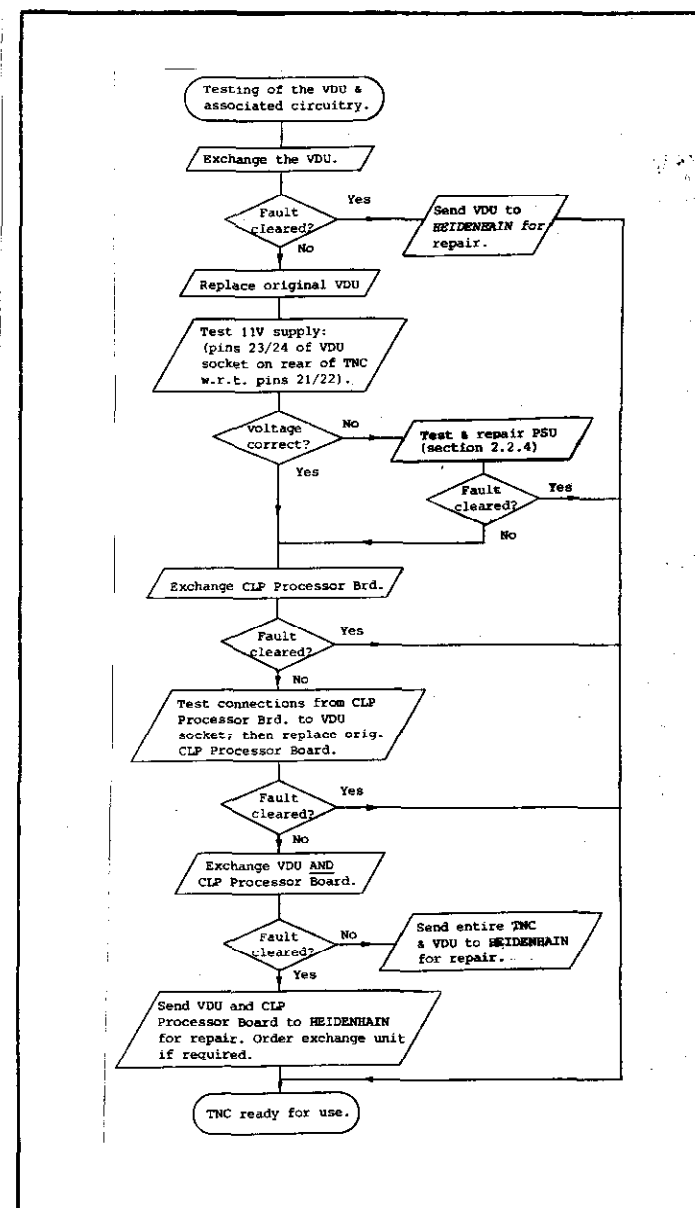 Testing of the VDU &
associated circuitry.
Exchange the VDU.
Fault
cleared?
Yes
Send VDU to
HEIDENHAIN for
repair.
No
Replace original VDU
Test 11V supply:
(pins 23/24 of VDU
socket on rear of TNC
w.r.t. pins 21/22).
voltage
correct?
No
Test & repair PSU
(section 2.2.4)
Yes
Fault
cleared?
Yes
No
Exchange CLP Processor Brd.
Fault
cleared?
Yes
No
Test connections from CLP
Processor Brd. to VDU
socket; then replace orig.
CLP Processor Board.
Fault
cleared?
Yes
No
Exchange VDU AND
CLP Processor Board.
Fault
cleared?
No
Send entire TNC
& VDU to HEIDENHAIN
for repair.
Yes
Send VDU and CLP
Processor Board to HEIDENHAIN
for repair. Order exchange unit
if required.
TNC ready for use.